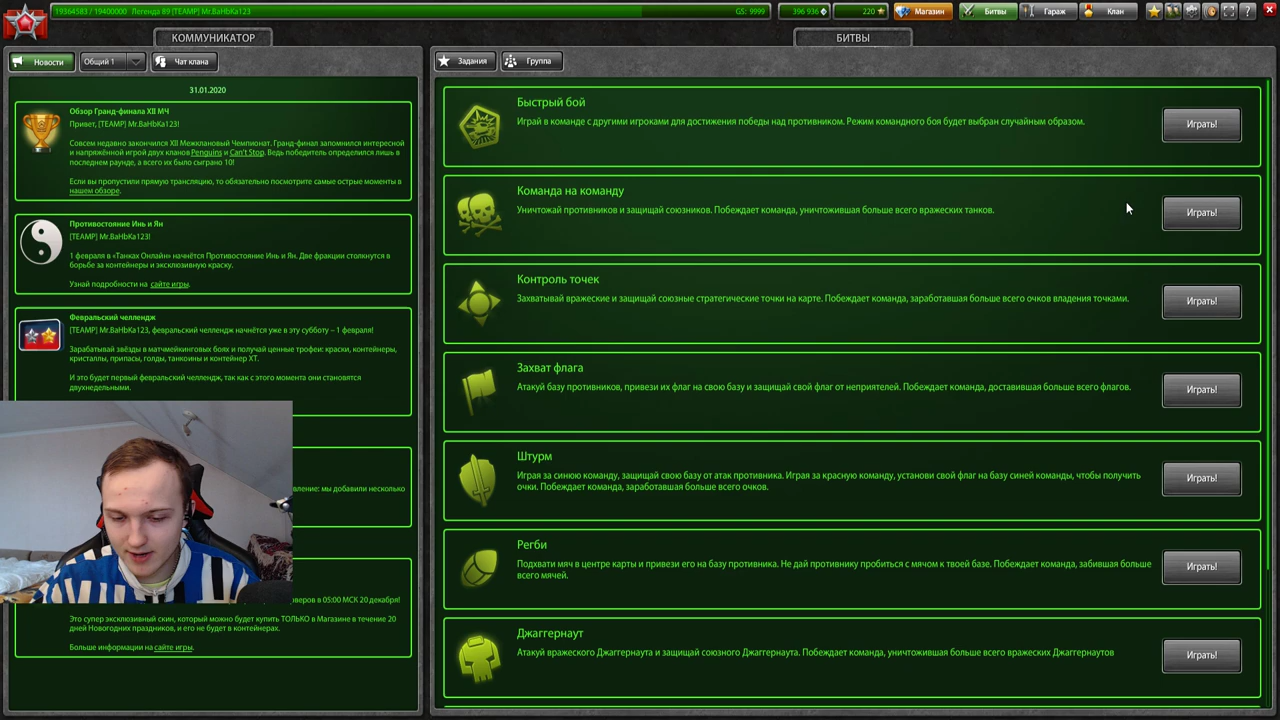 19364583 / 19400000 Легенда 89 [TEAMP] Mr.BaHbKa123
GS: 9999
396 936
220
Магазин
Битвы
Гараж
Клан
?
КОММУНИКАТОР
БИТВЫ
Новости
Общий 1
Чат клана
Задания
Группа
31.01.2020
Обзор Гранд-финала XII МЧ
Привет, [TEAMP] Mr.BaHbKa123!
Совсем недавно закончился XII Межклановый Чемпионат. Гранд-финал запомнился интересной
и напряжённой игрой двух кланов Penguins и Can't Stop. Ведь победитель определился лишь в
последнем раунде, а всего их было сыграно 10!
Если вы пропустили прямую трансляцию, то обязательно посмотрите самые острые моменты в
нашем обзоре.
Противостояние Инь и Ян
[TEAMP] Mr.BaHbKa123!
1 февраля в «Танках Онлайн» начнётся Противостояние Инь и Ян. Две фракции столкнутся в
борьбе за контейнеры и эксклюзивную краску.
Узнай подробности на сайте игры.
Февральский челлендж
[TEAMP] Mr.BaHbKa123, февральский челлендж начнётся уже в эту субботу – 1 февраля!
Зарабатывай звёзды в матчмейкинговых боях и получай ценные трофеи: краски, контейнеры,
кристаллы, припасы, голды, танкоины и контейнер ХТ.
И это будет первый февральский челлендж, так как с этого момента они становятся
двухнедельными.
вление: мы добавили несколько
веров в 05:00 МСК 20 декабря!
Это супер эксклюзивный скин, который можно будет купить ТОЛЬКО в Магазине в течение 20
дней Новогодних праздников, и его не будет в контейнерах.
Больше информации на сайте игры.
Быстрый бой
Играй в команде с другими игроками для достижения победы над противником. Режим командного боя будет выбран случайным образом.
Играть!
Команда на команду
Уничтожай противников и защищай союзников. Побеждает команда, уничтожившая больше всего вражеских танков.
Играть!
Контроль точек
Захватывай вражеские и защищай союзные стратегические точки на карте. Побеждает команда, заработавшая больше всего очков владения точками.
Играть!
Захват флага
Атакуй базу противников, привези их флаг на свою базу и защищай свой флаг от неприятелей. Побеждает команда, доставившая больше всего флагов.
Играть!
Штурм
Играя за синюю команду, защищай свою базу от атак противника. Играя за красную команду, установи свой флаг на базу синей команды, чтобы получить
очки. Побеждает команда, заработавшая больше всего очков.
Играть!
Регби
Подхвати мяч в центре карты и привези его на базу противника. Не дай противнику пробиться с мячом к твоей базе. Побеждает команда, забившая больше
всего мячей.
Играть!
Джаггернаут
Атакуй вражеского Джаггернаута и защищай союзного Джаггернаута. Побеждает команда, уничтожившая больше всего вражеских Джаггернаутов
Играть!